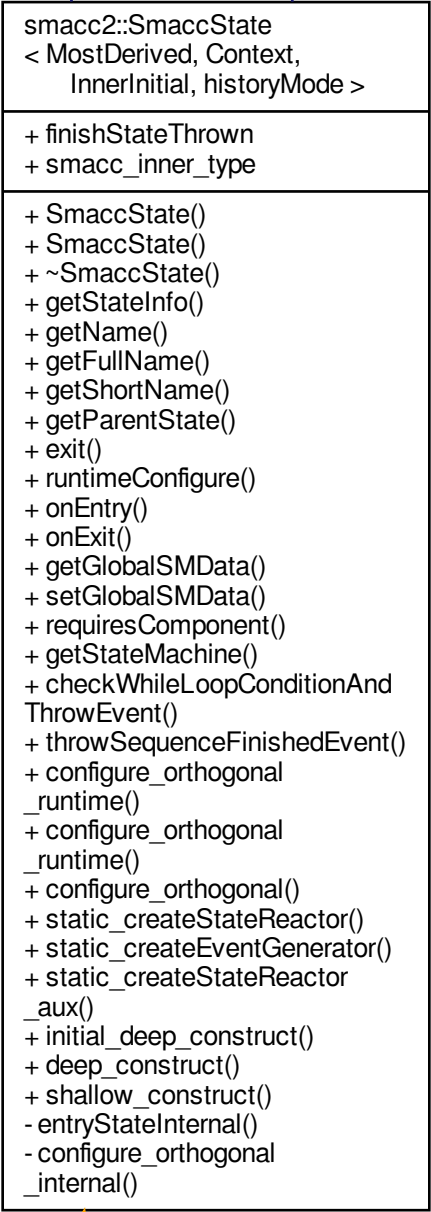 smacc2::SmaccState
< MostDerived, Context,
InnerInitial, historyMode >
+ finishStateThrown
+ smacc_inner_type
+ SmaccState()
+ SmaccState()
+ ~SmaccState()
+ getStateInfo()
+ getName()
+ getFullName()
+ getShortName()
+ getParentState()
+ exit()
+ runtimeConfigure()
+ onEntry()
+ onExit()
+ getGlobalSMData()
+ setGlobalSMData()
+ requiresComponent()
+ getStateMachine()
+ checkWhileLoopConditionAnd
ThrowEvent()
+ throwSequenceFinishedEvent()
+ configure_orthogonal
_runtime()
+ configure_orthogonal
_runtime()
+ configure_orthogonal()
+ static_createStateReactor()
+ static_createEventGenerator()
+ static_createStateReactor
_aux()
+ initial_deep_construct()
+ deep_construct()
+ shallow_construct()
- entryStateInternal()
- configure_orthogonal
_internal()